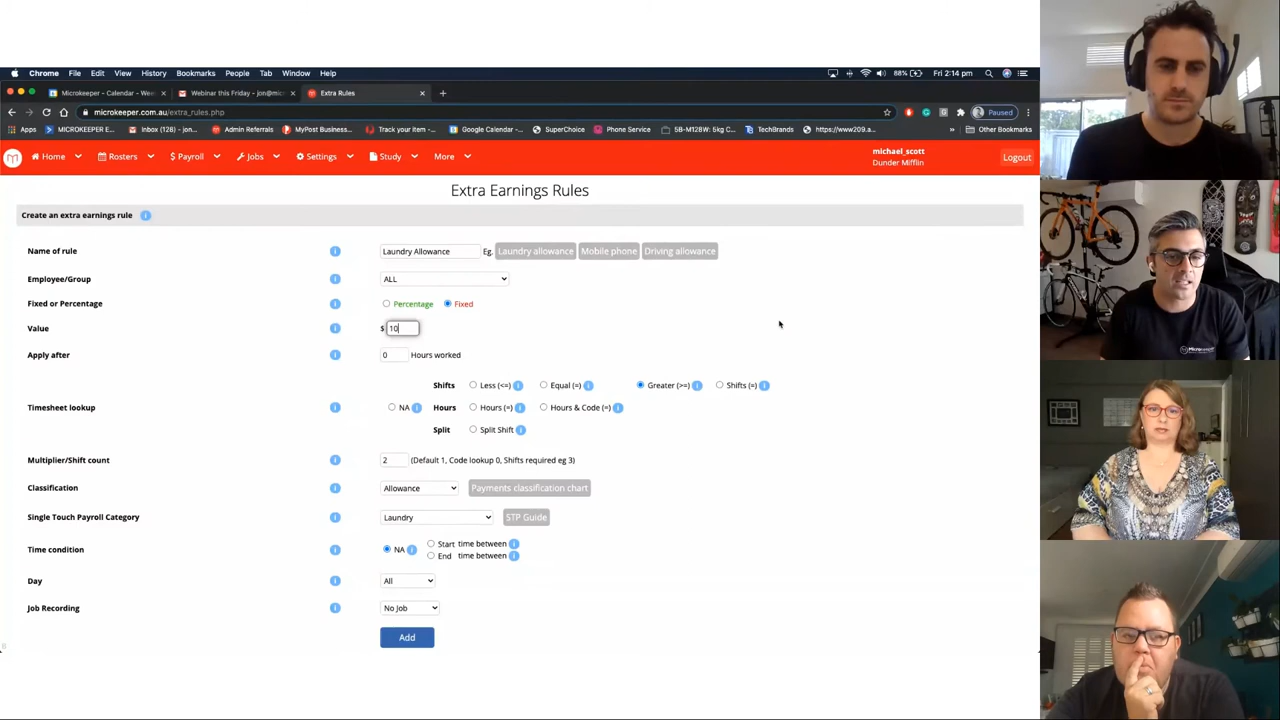 Chrome File Edit View History Bookmarks People Tab Window Help 88% Fri 2:14 pm
Microkeeper - Calendar - Wee Webinar this Friday - jon@mic Extra Rules
microkeeper.com.au/extra_rules.php Paused
Apps MICROKEEPER E... Inbox (128) - jon... Admin Referrals MyPost Business... Track your item -... Google Calendar -... SuperChoice Phone Service 5B-M128W: 5kg C... TechBrands https://www209.a... Other Bookmarks
Home Rosters $ Payroll Jobs Settings Study More
michael_scott
Dunder Mifflin
Logout
Extra Earnings Rules
Create an extra earnings rule
Name of rule Laundry Allowance Eg. Laundry allowance Mobile phone Driving allowance
Employee/Group ALL
Fixed or Percentage Percentage Fixed
Value $ 10
Apply after 0 Hours worked
Shifts Less (<=) Equal (=) Greater (>=) Shifts (=)
Timesheet lookup NA Hours Hours (=) Hours & Code (=)
Split Split Shift
Multiplier/Shift count 2 (Default 1, Code lookup 0, Shifts required eg 3)
Classification Allowance Payments classification chart
Single Touch Payroll Category Laundry STP Guide
Time condition NA Start time between
End time between
Day All
Job Recording No Job
Add